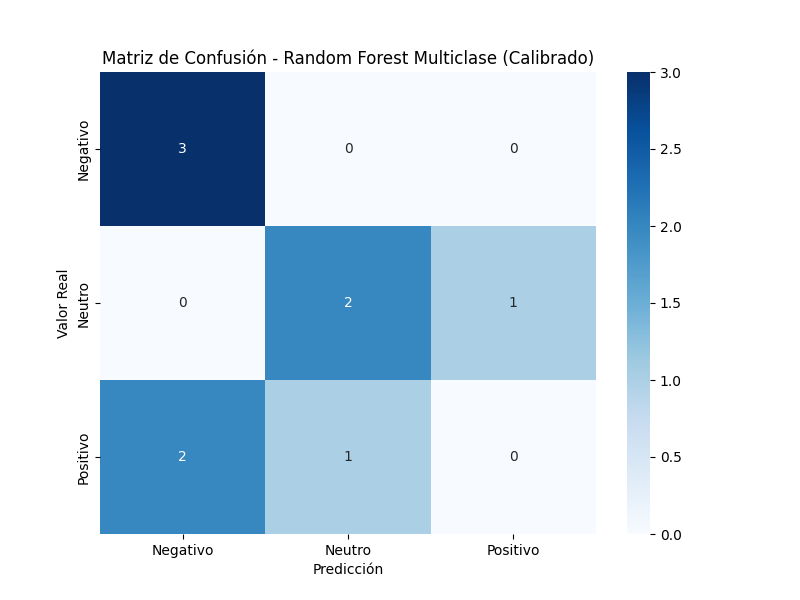 Matriz de Confusión - Random Forest Multiclase (Calibrado)
Valor Real
Negativo
3
0
0
Neutro
0
2
1
Positivo
2
1
0
Negativo
Neutro
Positivo
Predicción
3.0
2.5
2.0
1.5
1.0
0.5
0.0